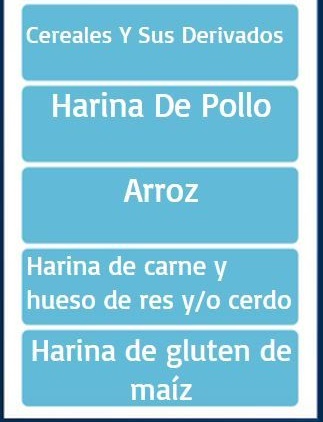 Cereales Y Sus Derivados
Harina De Pollo
Arroz
Harina de carne y
hueso de res y/o cerdo
Harina de gluten de
maíz